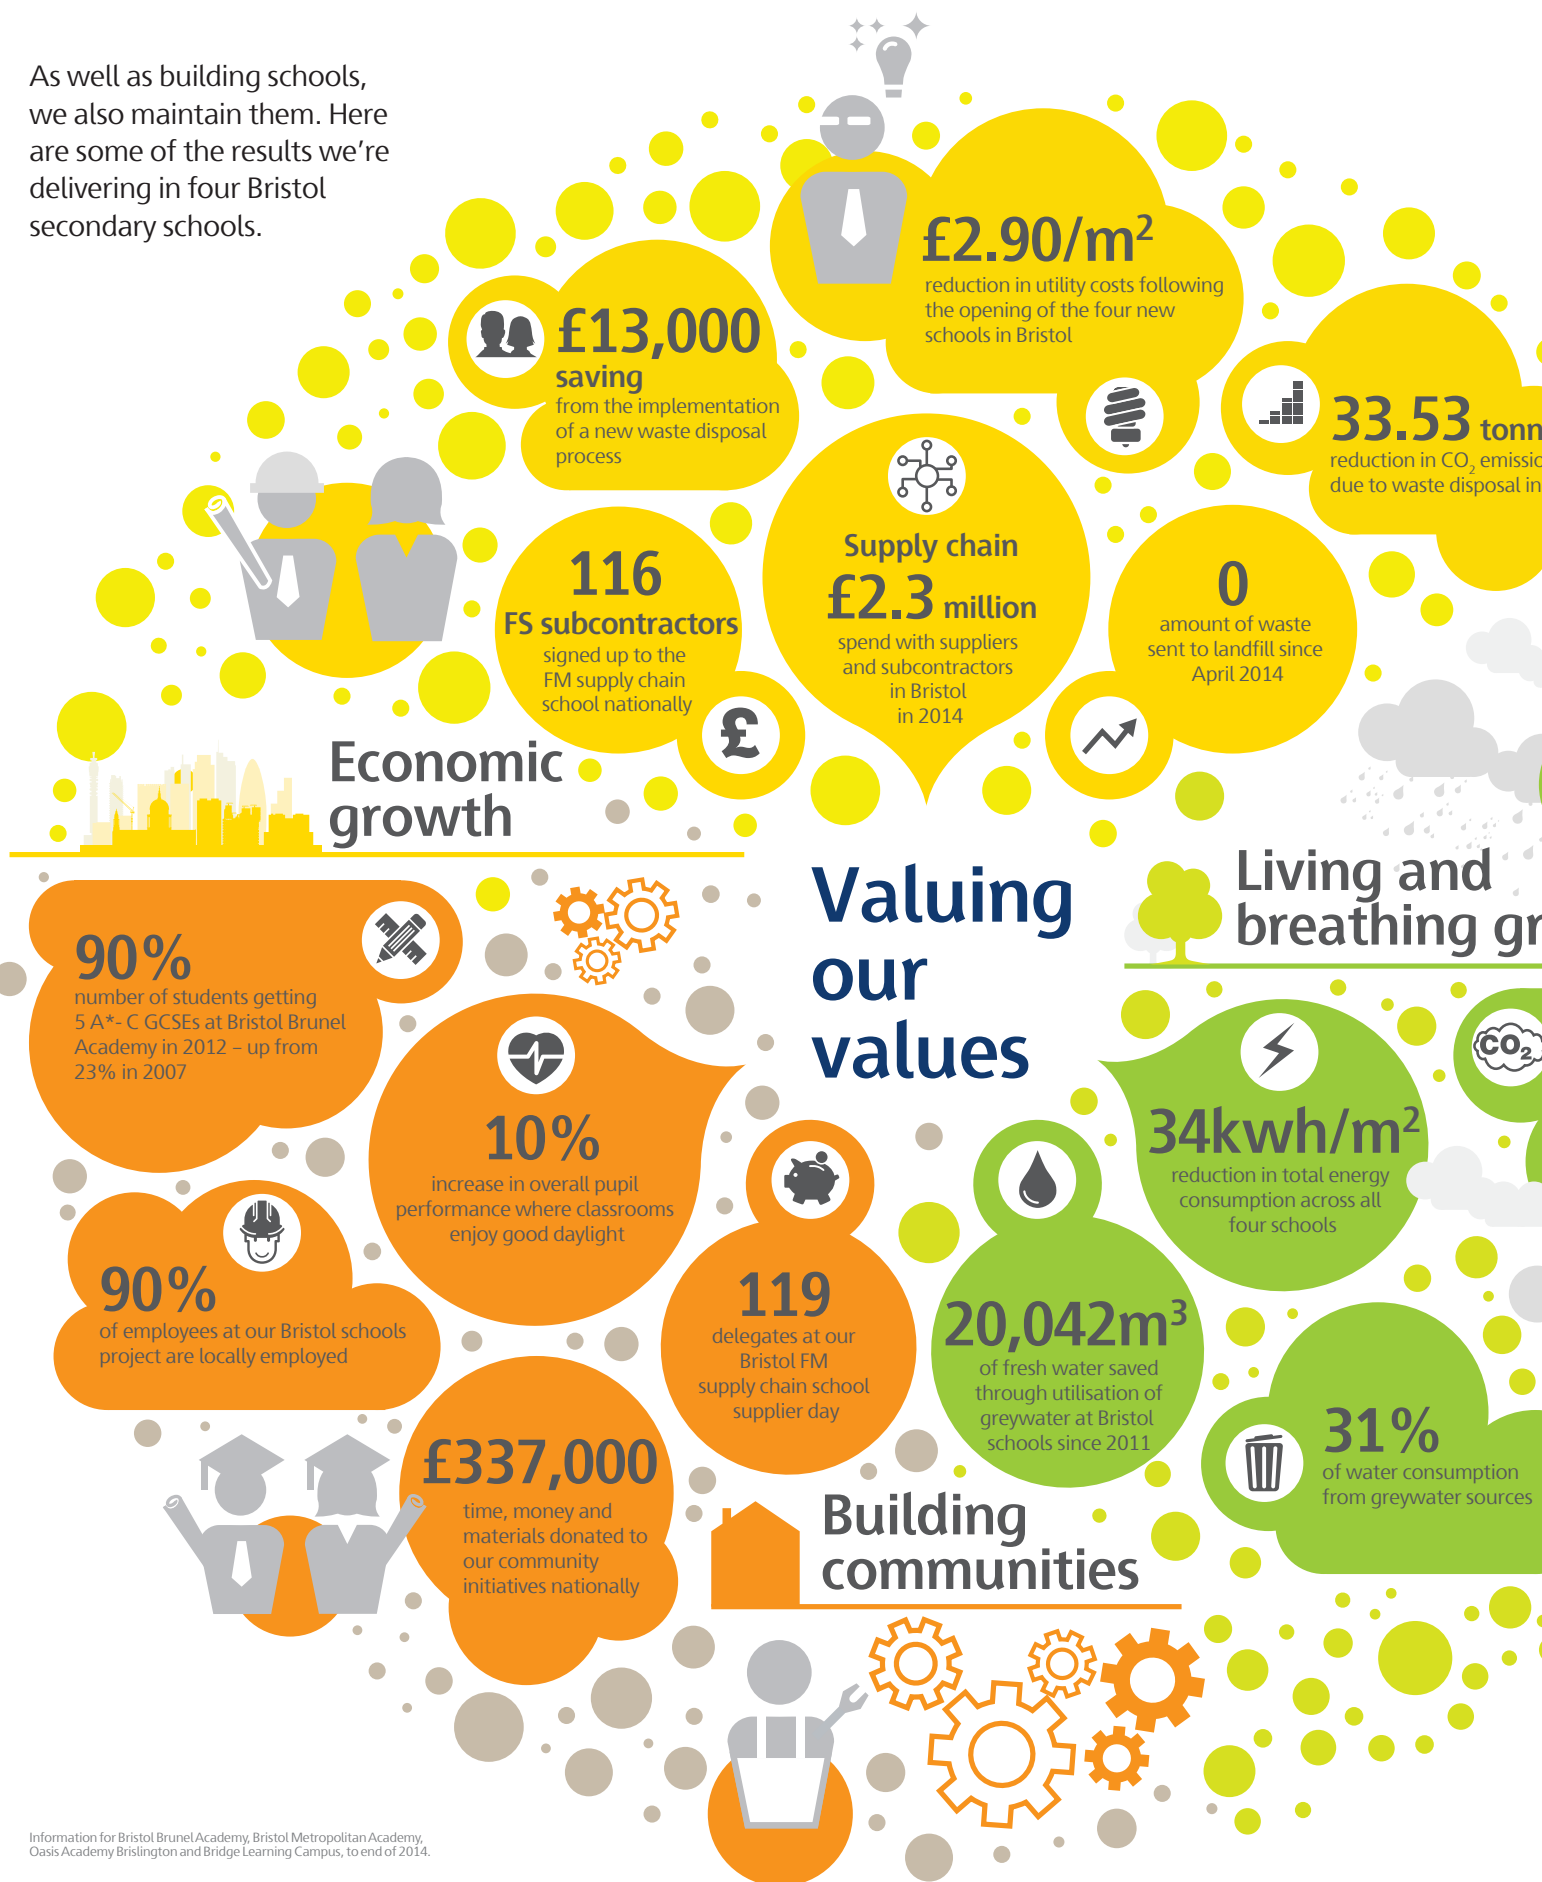 As well as building schools,
we also maintain them. Here
are some of the results we're
delivering in four Bristol
secondary schools.
£2.90/m²
reduction in utility costs following
the opening of the four new
schools in Bristol
£13,000
saving
from the implementation
of a new waste disposal
process
33.53
reduction in CO₂
due to waste disposal in
116
FS subcontractors
signed up to the
FM supply chain
school nationally
£
Supply chain
£2.3 million
spend with suppliers
and subcontractors
in Bristol
in 2014
0
amount of waste
sent to landfill since
April 2014
Economic
growth
Valuing
our
values
Living and
breathing
90%
number of students getting
5 A*- C GCSEs at Bristol Brunel
Academy in 2012 – up from
23% in 2007
10%
increase in overall pupil
performance where classrooms
enjoy good daylight
90%
of employees at our Bristol schools
project are locally employed
119
delegates at our
Bristol FM
supply chain school
supplier day
£337,000
time, money and
materials donated to
our community
initiatives nationally
Building
communities
CO₂
34kwh/m²
reduction in total energy
consumption across all
four schools
20,042m³
of fresh water saved
through utilisation of
greywater at Bristol
schools since 2011
31%
of water consumption
from greywater sources
Information for Bristol Brunel Academy, Bristol Metropolitan Academy,
Oasis Academy Brislington and Bridge Learning Campus, to end of 2014.